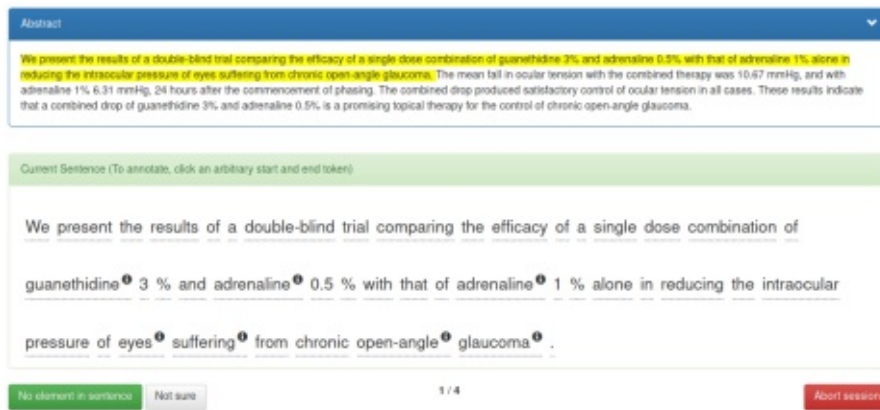 Abstract
We present the results of a double-blind trial comparing the efficacy of a single dose combination of guanethidine 3% and adrenaline 0.5% with that of adrenaline 1% alone in
reducing the intraocular pressure of eyes suffering from chronic open-angle glaucoma. The mean fall in ocular tension with the combined therapy was 10.67 mmHg, and with
adrenaline 1% 6.31 mmHg, 24 hours after the commencement of phasing. The combined drop produced satisfactory control of ocular tension in all cases. These results indicate
that a combined drop of guanethidine 3% and adrenaline 0.5% is a promising topical therapy for the control of chronic open-angle glaucoma.
Current Sentence (To annotate, click an arbitrary start and end token)
We present the results of a double-blind trial comparing the efficacy of a single dose combination of
guanethidine 3 % and adrenaline 0.5 % with that of adrenaline 1 % alone in reducing the intraocular
pressure of eyes suffering from chronic open-angle glaucoma .
No element in sentence Not sure 1 / 4 Abort session